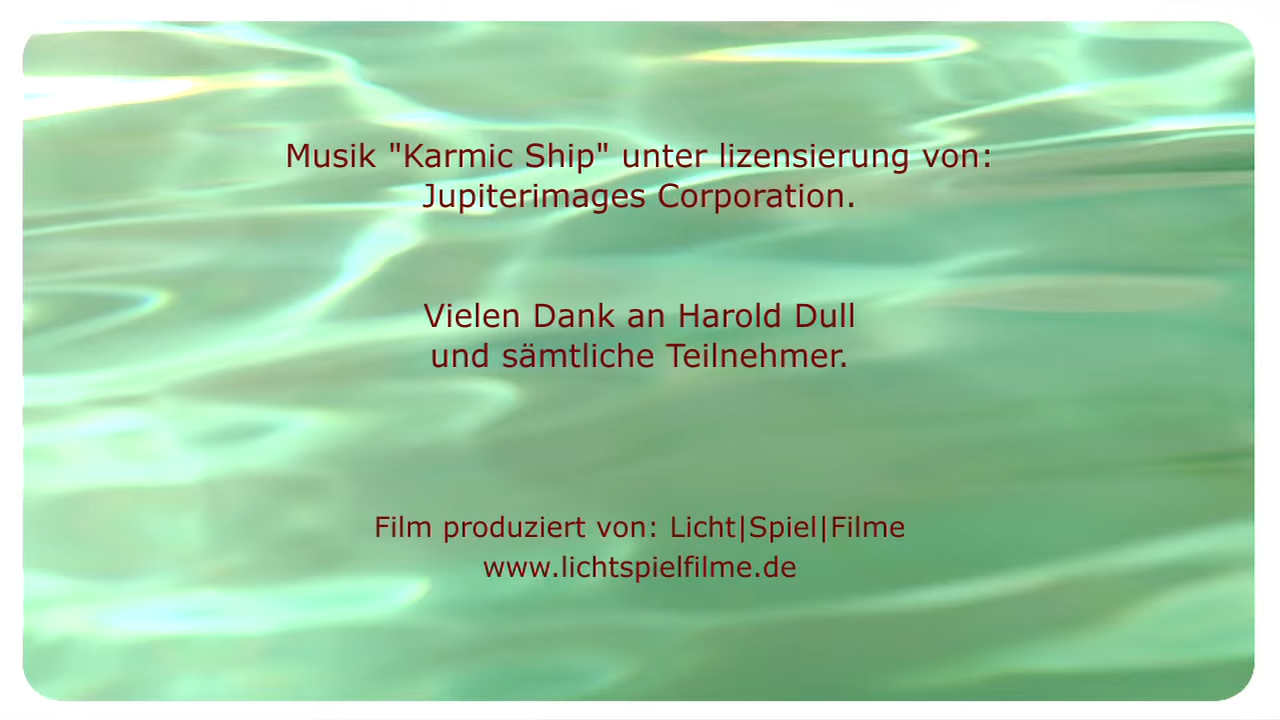 Musik "Karmic Ship" unter lizensierung von:
Jupiterimages Corporation.
Vielen Dank an Harold Dull
und sämtliche Teilnehmer.
Film produziert von: Licht|Spiel|Filme
www.lichtspielfilme.de